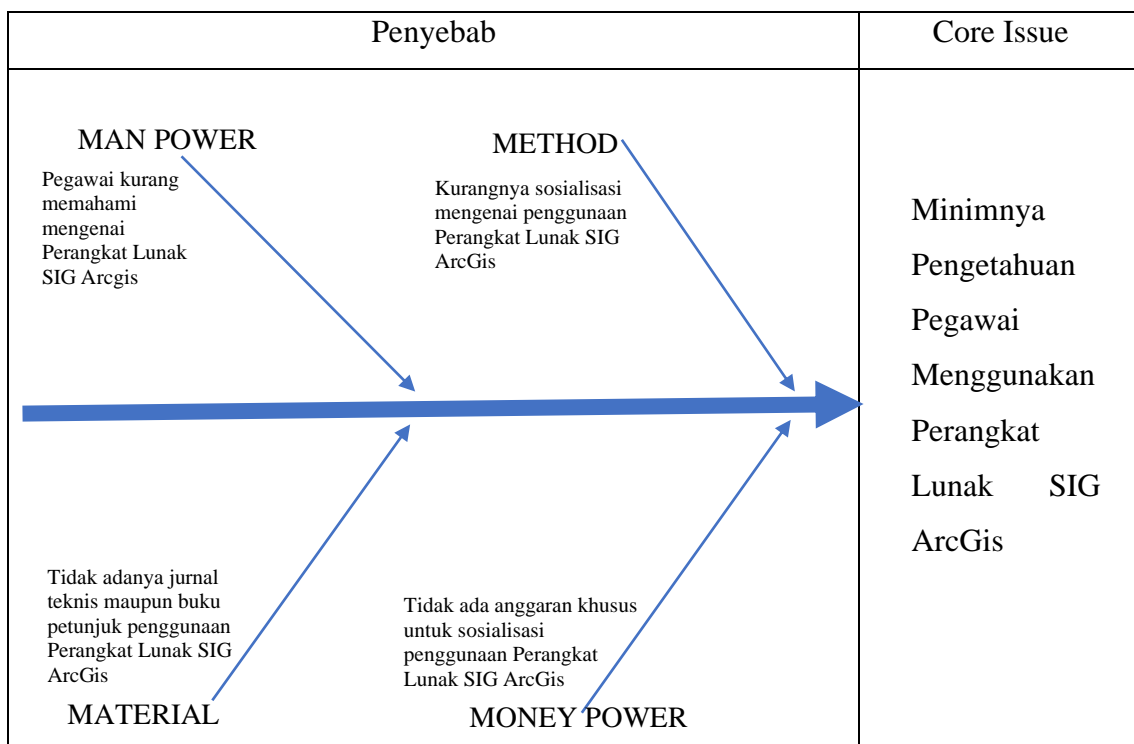 Penyebab
Core Issue
MAN POWER
Pegawai kurang
memahami
mengenai
Perangkat Lunak
SIG Arcgis
METHOD
Kurangnya sosialisasi
mengenai penggunaan
Perangkat Lunak SIG
ArcGis
Tidak adanya jurnal
teknis maupun buku
petunjuk penggunaan
Perangkat Lunak SIG
ArcGis
MATERIAL
Tidak ada anggaran khusus
untuk sosialisasi
penggunaan Perangkat
Lunak SIG ArcGis
MONEY POWER
Minimnya
Pengetahuan
Pegawai
Menggunakan
Perangkat
Lunak SIG
ArcGis